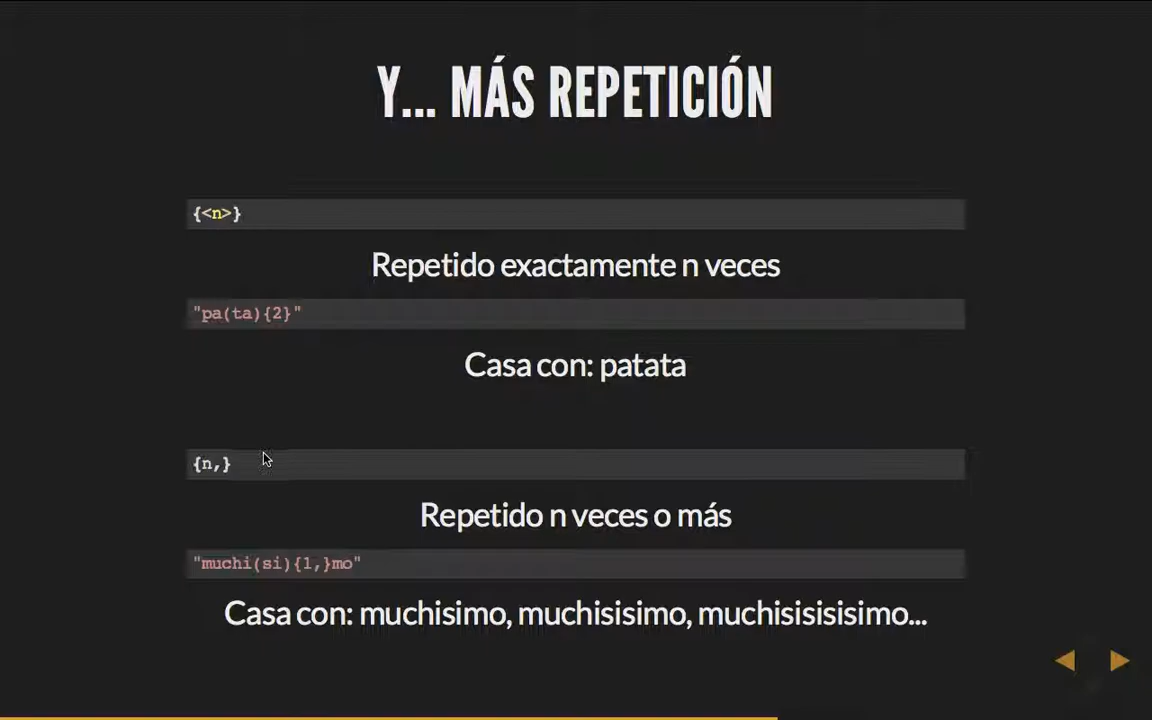 Y... MÁS REPETICIÓN
{<n>}
Repetido exactamente n veces
"pa(ta){2}"
Casa con: patata
{n,}
Repetido n veces o más
"muchi(si){1,}mo"
Casa con: muchisimo, muchisisimo, muchisisisisimo...